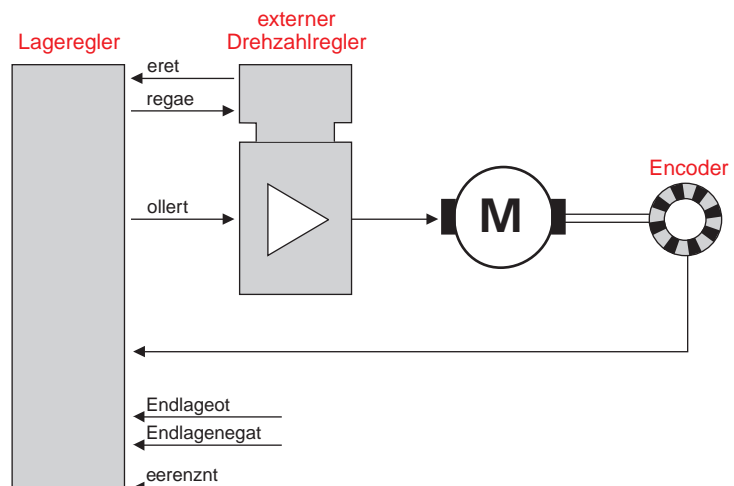 externer
Lageregler Drehzahlregler
eret
regae
Encoder
ollert
M
Endlageot
Endlagenegat
eerenznt